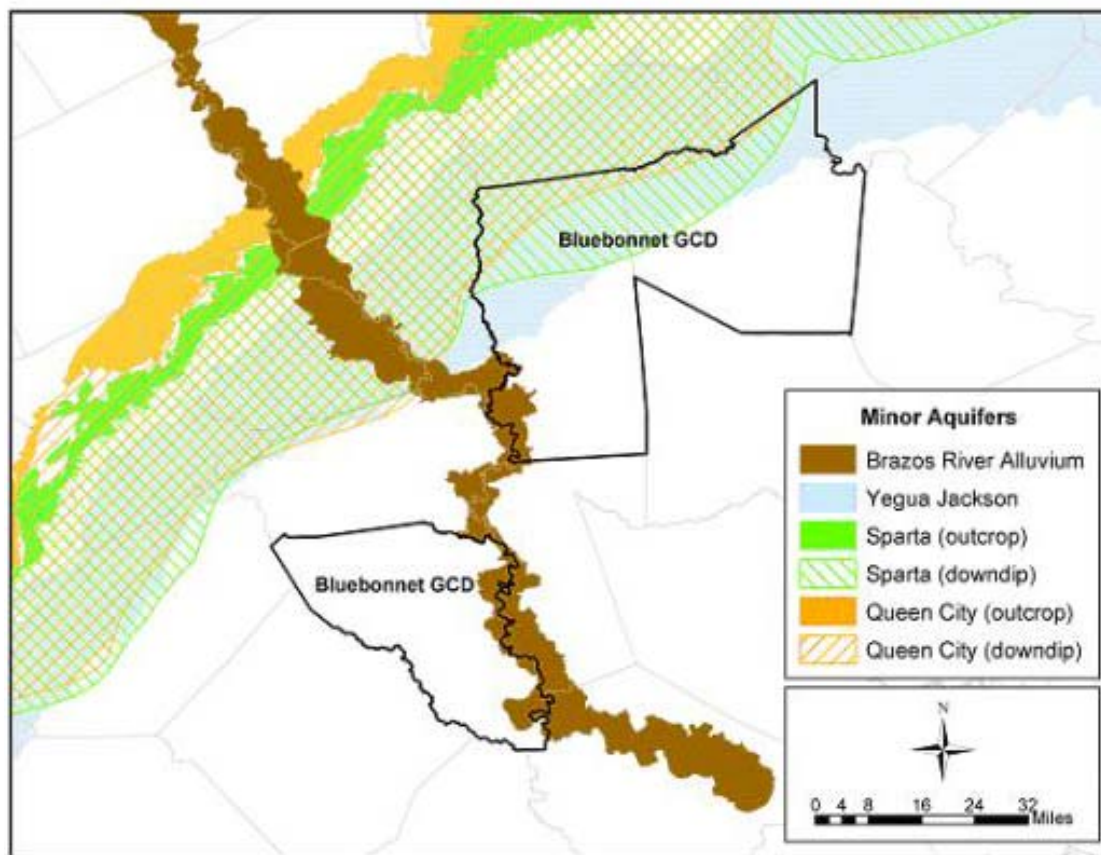 Bluebonnet GCD
Bluebonnet GCD
Minor Aquifers
Brazos River Alluvium
Yegua Jackson
Sparta (outcrop)
Sparta (downdip)
Queen City (outcrop)
Queen City (downdip)
N
0 4 8 16 24 32
Miles